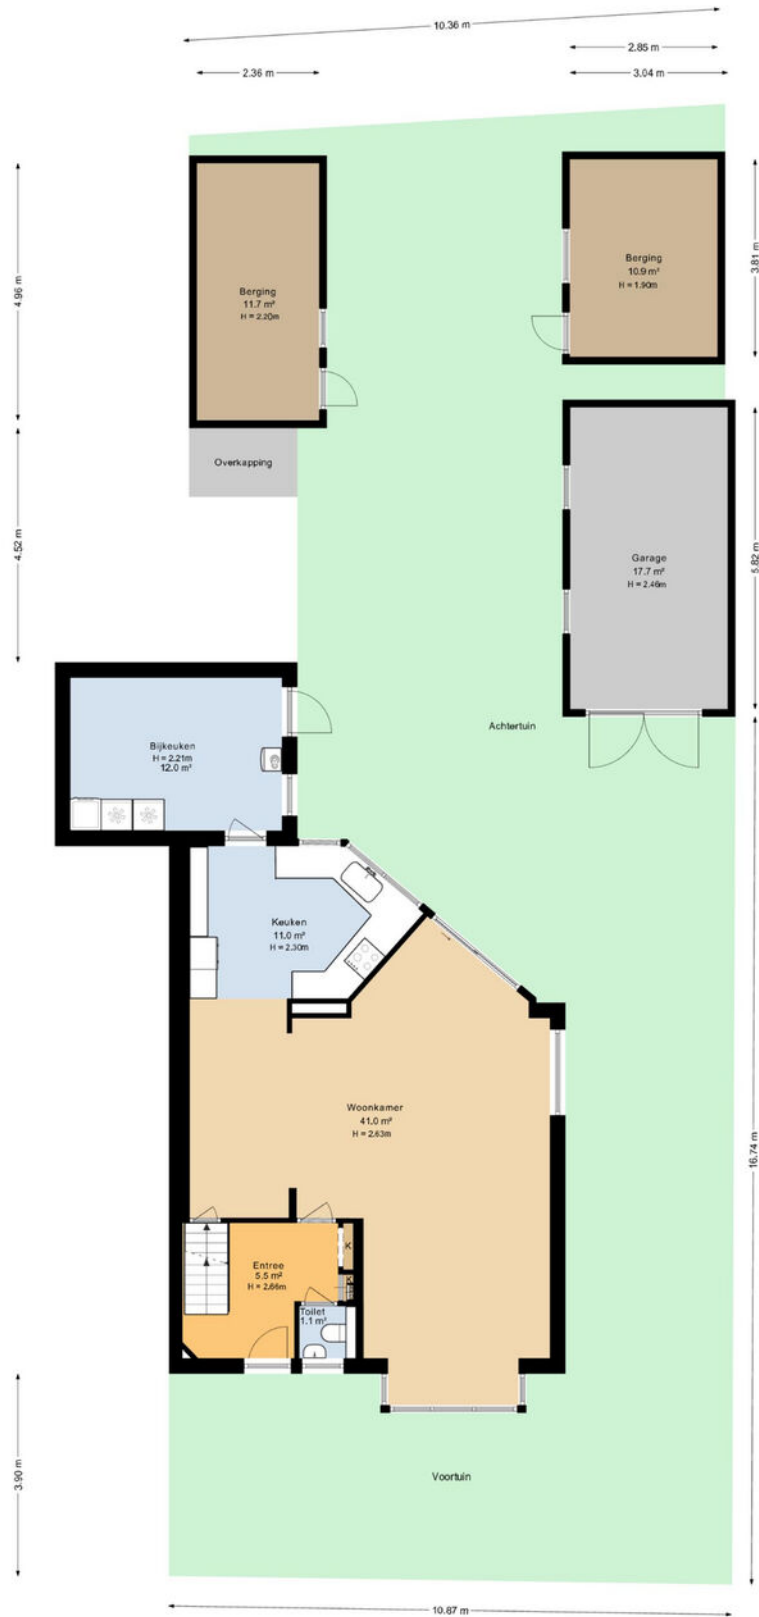 10.36 m
2.85 m
2.36 m
3.04 m
4.96 m
3.81 m
Berging
11.7 m²
H = 2.20m
Berging
10.9 m²
H = 1.90m
Overkapping
4.52 m
Garage
17.7 m²
H = 2.46m
5.82 m
Achtertuin
Bijkeuken
H = 2.21m
12.0 m²
Keuken
11.0 m²
H = 2.30m
Woonkamer
41.0 m²
H = 2.63m
16.74 m
Entree
5.5 m²
H = 2.66m
K
K
Toilet
1.1 m²
3.90 m
Voortuin
10.87 m